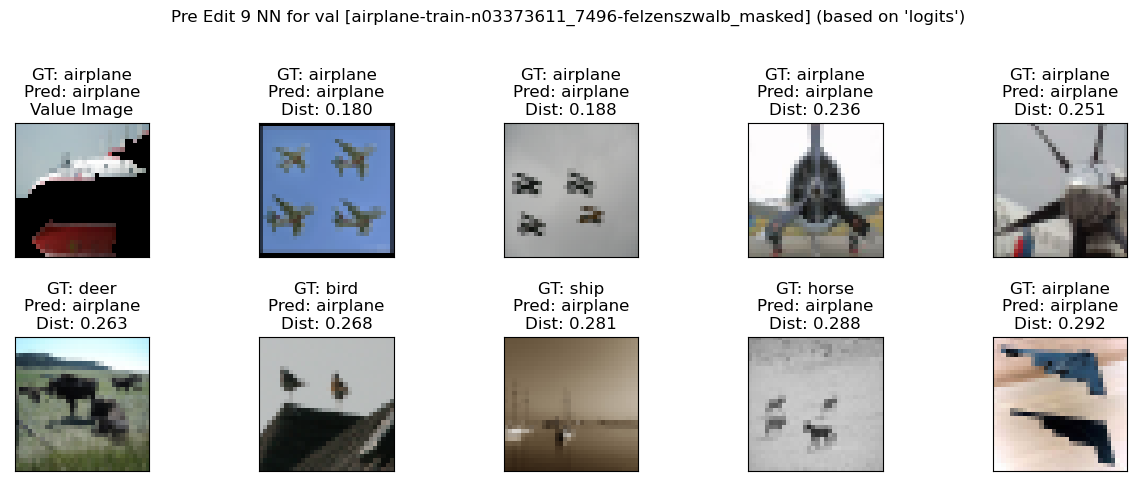 Pre Edit 9 NN for val [airplane-train-n03373611_7496-felzenszwalb_masked] (based on 'logits')
GT: airplane
Pred: airplane
Value Image
GT: airplane
Pred: airplane
Dist: 0.180
GT: airplane
Pred: airplane
Dist: 0.188
GT: airplane
Pred: airplane
Dist: 0.236
GT: airplane
Pred: airplane
Dist: 0.251
GT: deer
Pred: airplane
Dist: 0.263
GT: bird
Pred: airplane
Dist: 0.268
GT: ship
Pred: airplane
Dist: 0.281
GT: horse
Pred: airplane
Dist: 0.288
GT: airplane
Pred: airplane
Dist: 0.292